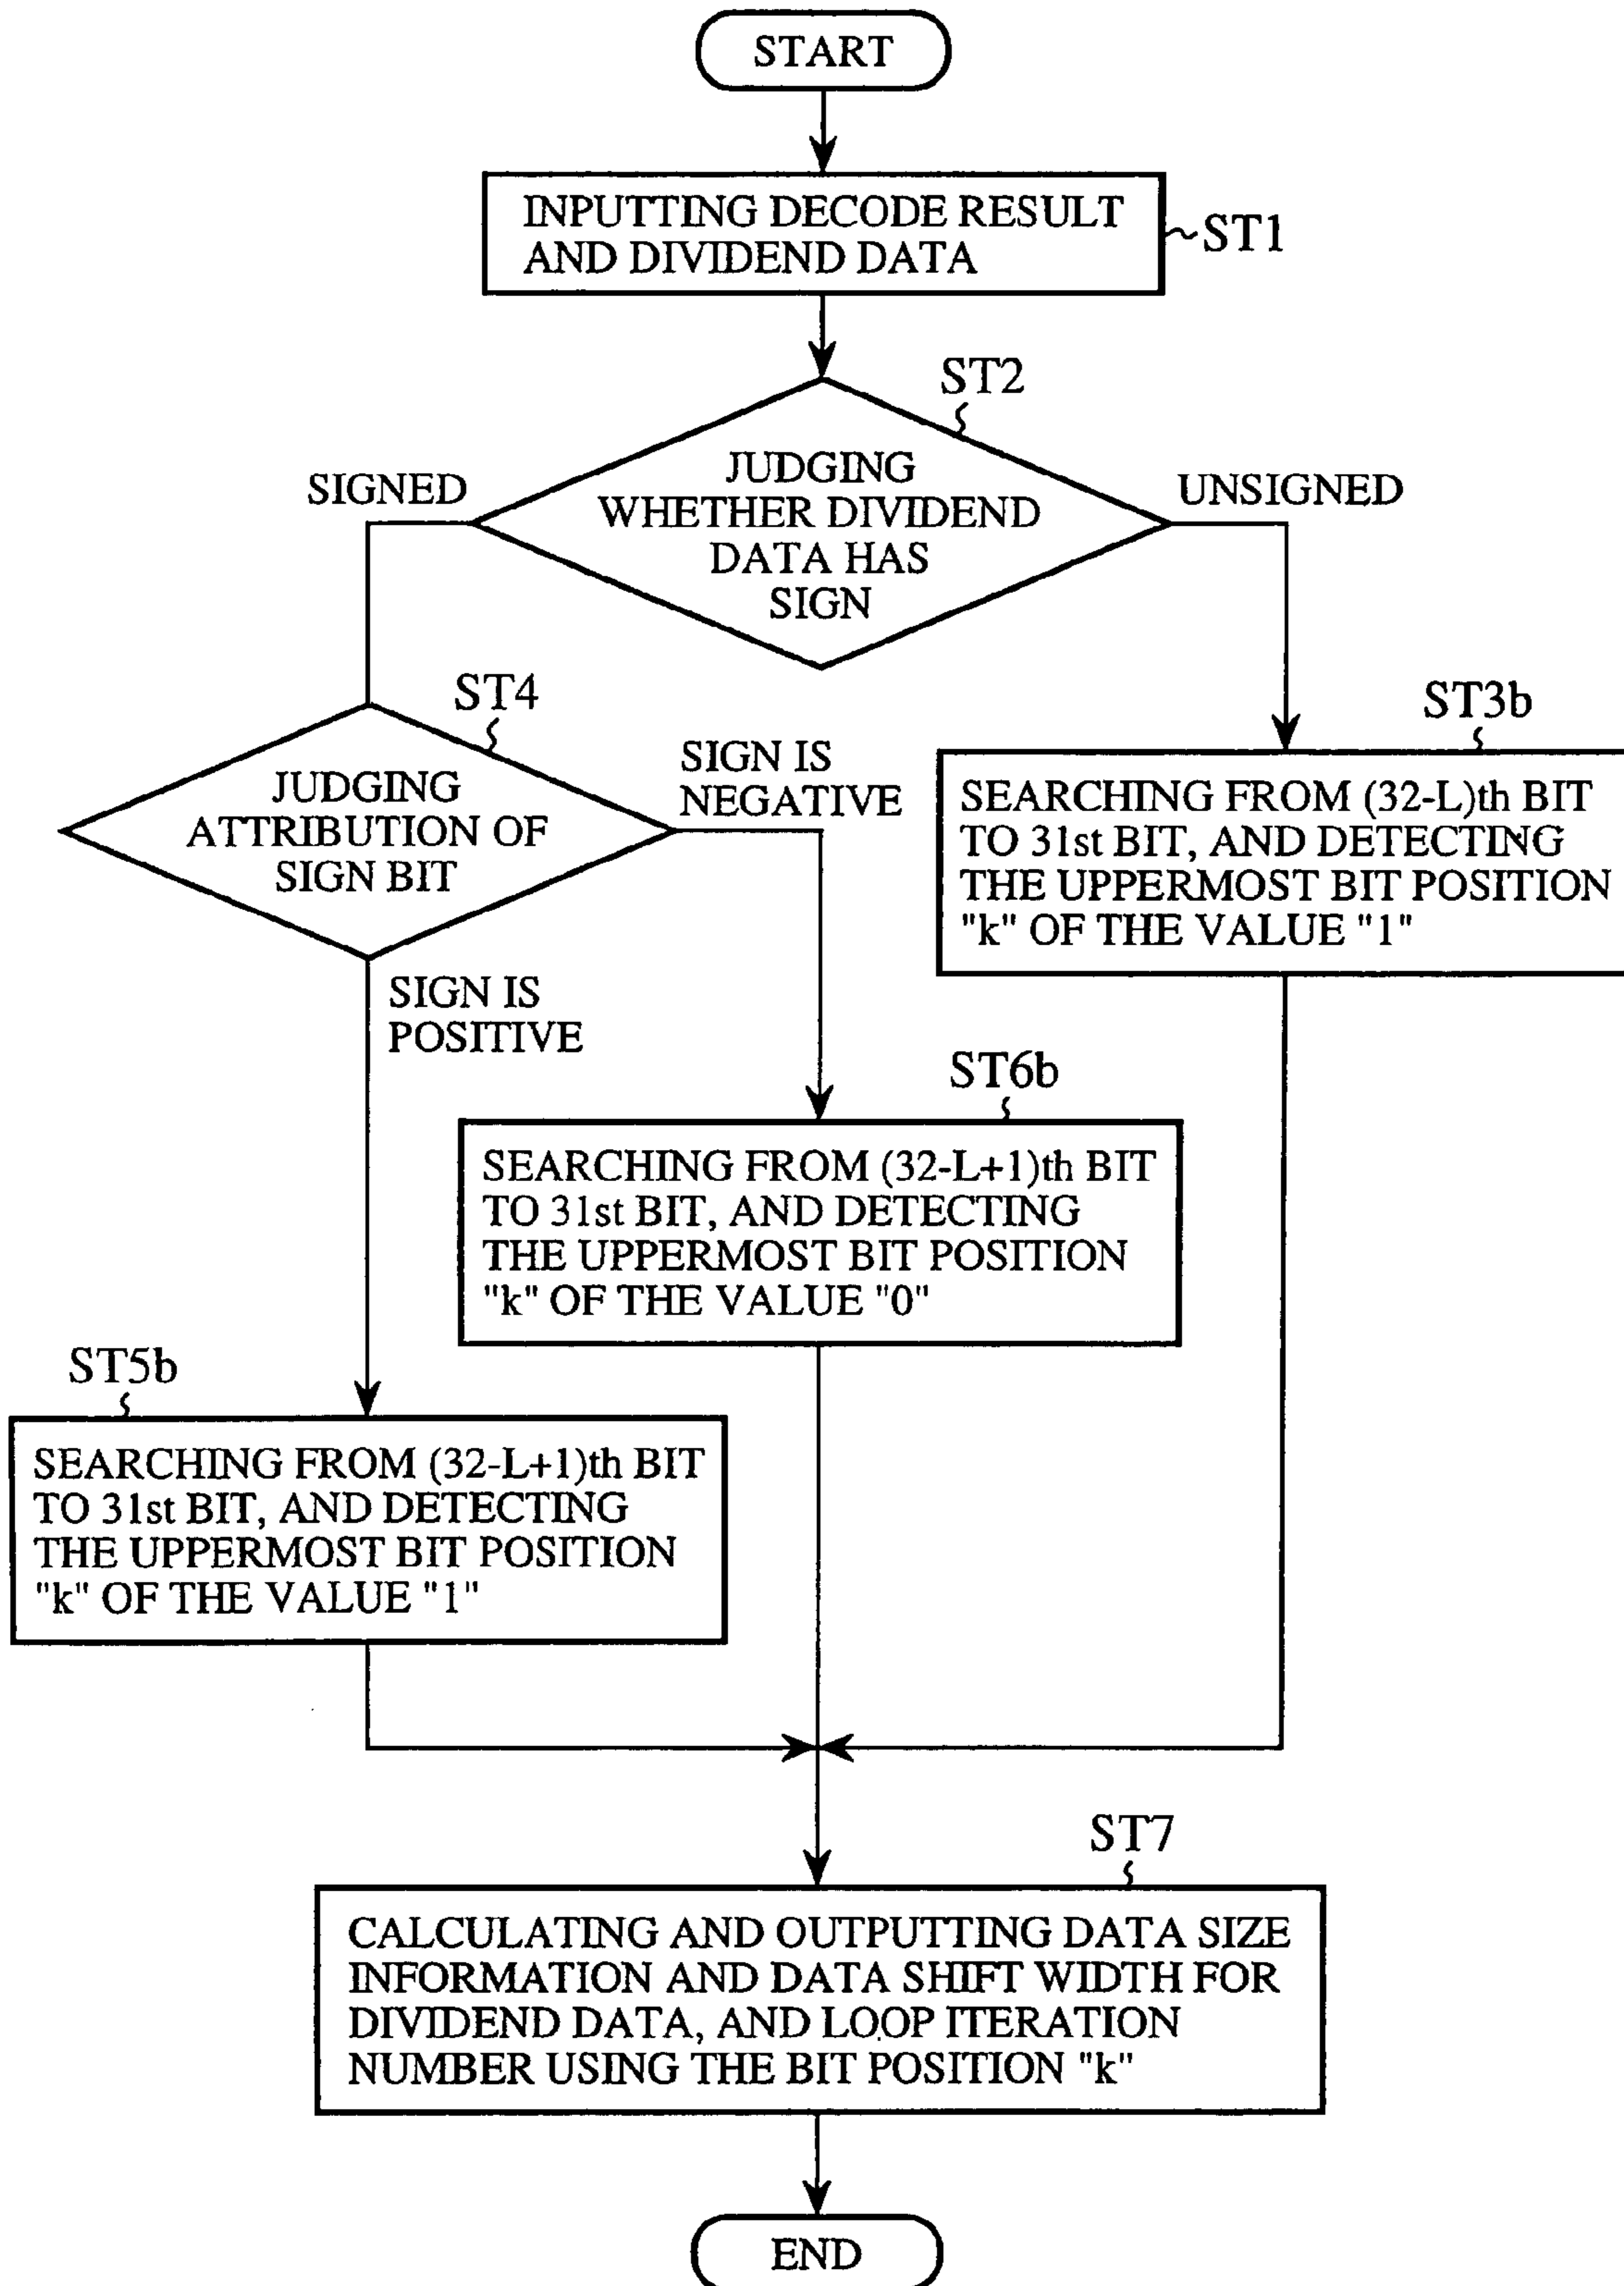 START
INPUTTING DECODE RESULT
AND DIVIDEND DATA
ST1
ST2
JUDGING
WHETHER DIVIDEND
DATA HAS
SIGN
SIGNED
UNSIGNED
ST4
JUDGING
ATTRIBUTION OF
SIGN BIT
SIGN IS
NEGATIVE
SIGN IS
POSITIVE
ST3b
SEARCHING FROM (32-L)th BIT
TO 31st BIT, AND DETECTING
THE UPPERMOST BIT POSITION
"k" OF THE VALUE "1"
ST6b
SEARCHING FROM (32-L+1)th BIT
TO 31st BIT, AND DETECTING
THE UPPERMOST BIT POSITION
"k" OF THE VALUE "0"
ST5b
SEARCHING FROM (32-L+1)th BIT
TO 31st BIT, AND DETECTING
THE UPPERMOST BIT POSITION
"k" OF THE VALUE "1"
ST7
CALCULATING AND OUTPUTTING DATA SIZE
INFORMATION AND DATA SHIFT WIDTH FOR
DIVIDEND DATA, AND LOOP ITERATION
NUMBER USING THE BIT POSITION "k"
END